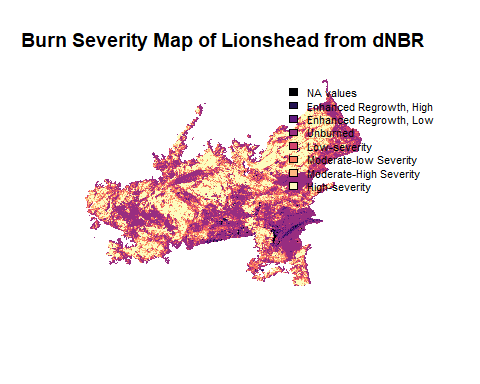 Burn Severity Map of Lionshead from dNBR
NA values
Enhanced Regrowth, High
Enhanced Regrowth, Low
Unburned
Low-severity
Moderate-low Severity
Moderate-High Severity
High-severity